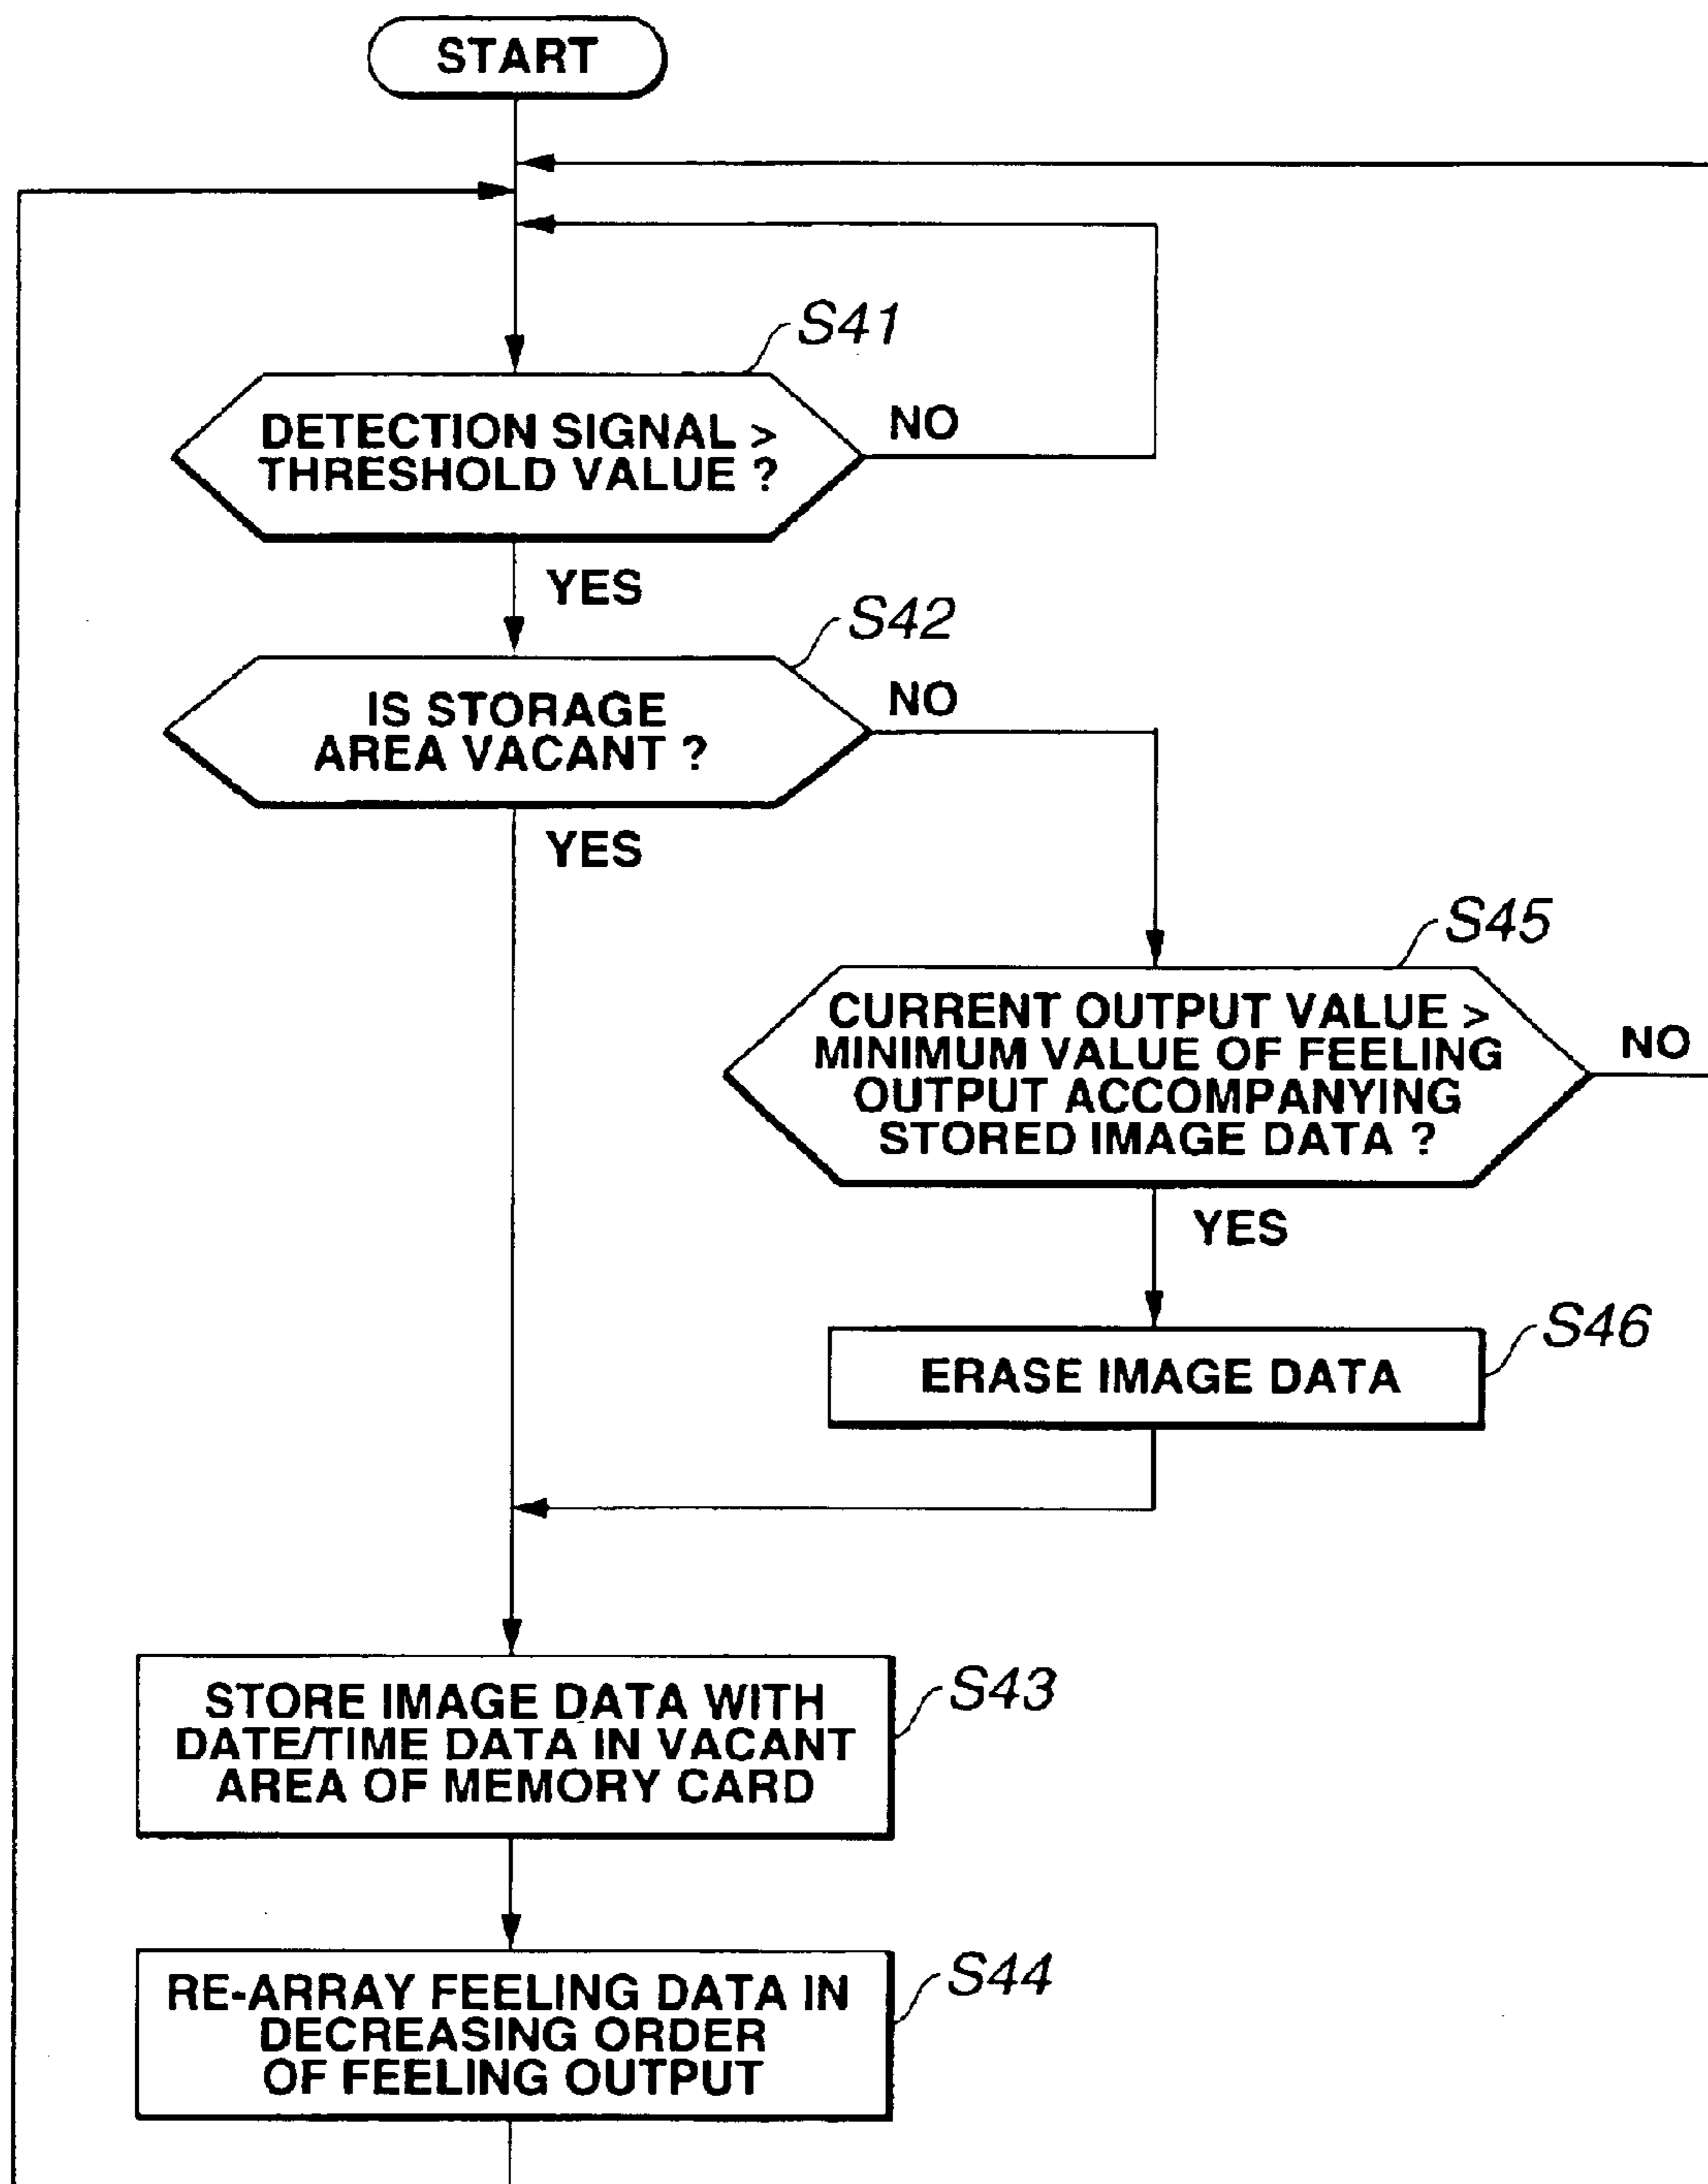 START
S41
DETECTION SIGNAL >
THRESHOLD VALUE ?
NO
YES
S42
IS STORAGE
AREA VACANT ?
NO
YES
S45
CURRENT OUTPUT VALUE >
MINIMUM VALUE OF FEELING
OUTPUT ACCOMPANYING
STORED IMAGE DATA ?
NO
YES
S46
ERASE IMAGE DATA
S43
STORE IMAGE DATA WITH
DATE/TIME DATA IN VACANT
AREA OF MEMORY CARD
S44
RE-ARRAY FEELING DATA IN
DECREASING ORDER
OF FEELING OUTPUT